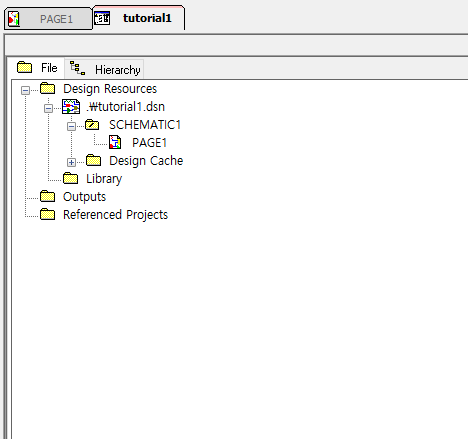 PAGE1 tutorial1
File Hierarchy
Design Resources
.₩tutorial1.dsn
SCHEMATIC1
PAGE1
Design Cache
Library
Outputs
Referenced Projects